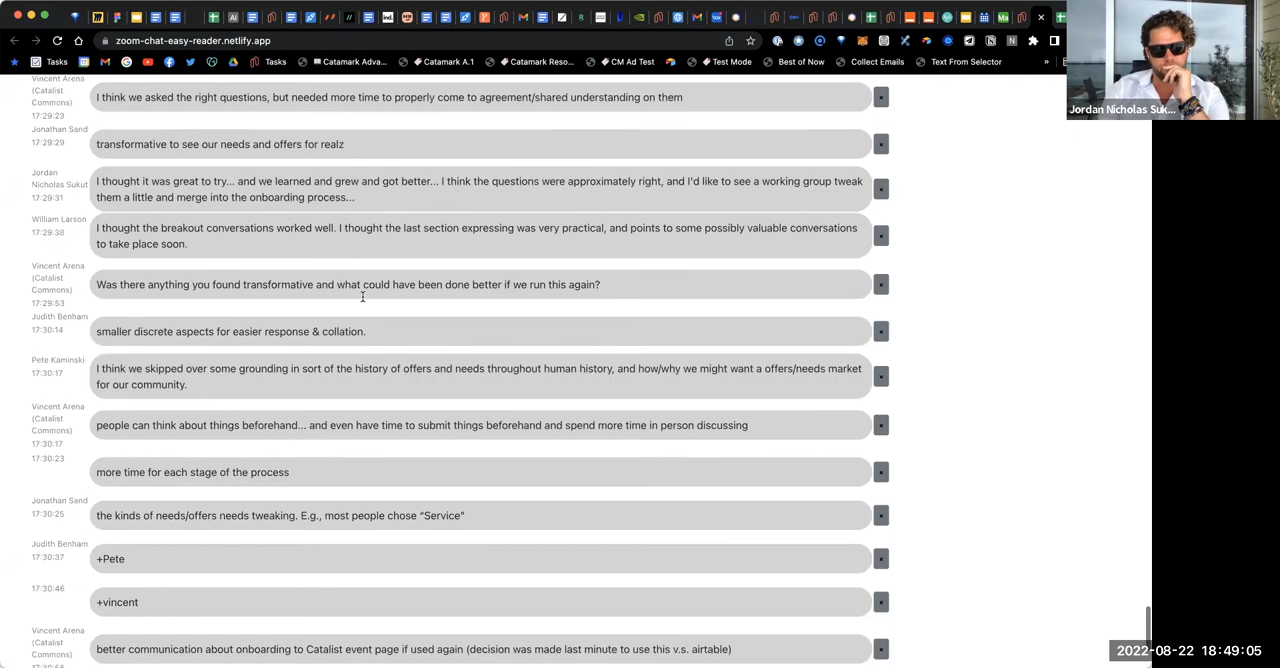 zoom-chat-easy-reader.netlify.app
Tasks
Tasks
Catamark Adva...
Catamark A.1
Catamark Reso...
CM Ad Test
Test Mode
Best of Now
Collect Emails
Text From Selector
»
Jordan Nicholas Suk...
Vincent Arena
(Catalist
Commons)
17:29:23
I think we asked the right questions, but needed more time to properly come to agreement/shared understanding on them
Jonathan Sand
17:29:29
transformative to see our needs and offers for realz
Jordan
Nicholas Sukut
17:29:31
I thought it was great to try... and we learned and grew and got better... I think the questions were approximately right, and I'd like to see a working group tweak
them a little and merge into the onboarding process...
William Larson
17:29:38
I thought the breakout conversations worked well. I thought the last section expressing was very practical, and points to some possibly valuable conversations
to take place soon.
Vincent Arena
(Catalist
Commons)
17:29:53
Was there anything you found transformative and what could have been done better if we run this again?
Judith Benham
17:30:14
smaller discrete aspects for easier response & collation.
Pete Kaminski
17:30:17
I think we skipped over some grounding in sort of the history of offers and needs throughout human history, and how/why we might want a offers/needs market
for our community.
Vincent Arena
(Catalist
Commons)
17:30:17
people can think about things beforehand... and even have time to submit things beforehand and spend more time in person discussing
17:30:23
more time for each stage of the process
Jonathan Sand
17:30:25
the kinds of needs/offers needs tweaking. E.g., most people chose “Service”
Judith Benham
17:30:37
+Pete
17:30:46
+vincent
Vincent Arena
(Catalist
Commons)
17:30:56
better communication about onboarding to Catalist event page if used again (decision was made last minute to use this v.s. airtable)
2022-08-22 18:49:05